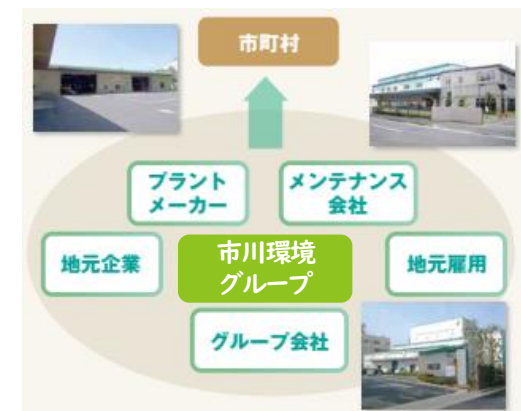 市町村
プラント
メーカー
メンテナンス
会社
地元企業
市川環境
グループ
地元雇用
グループ会社